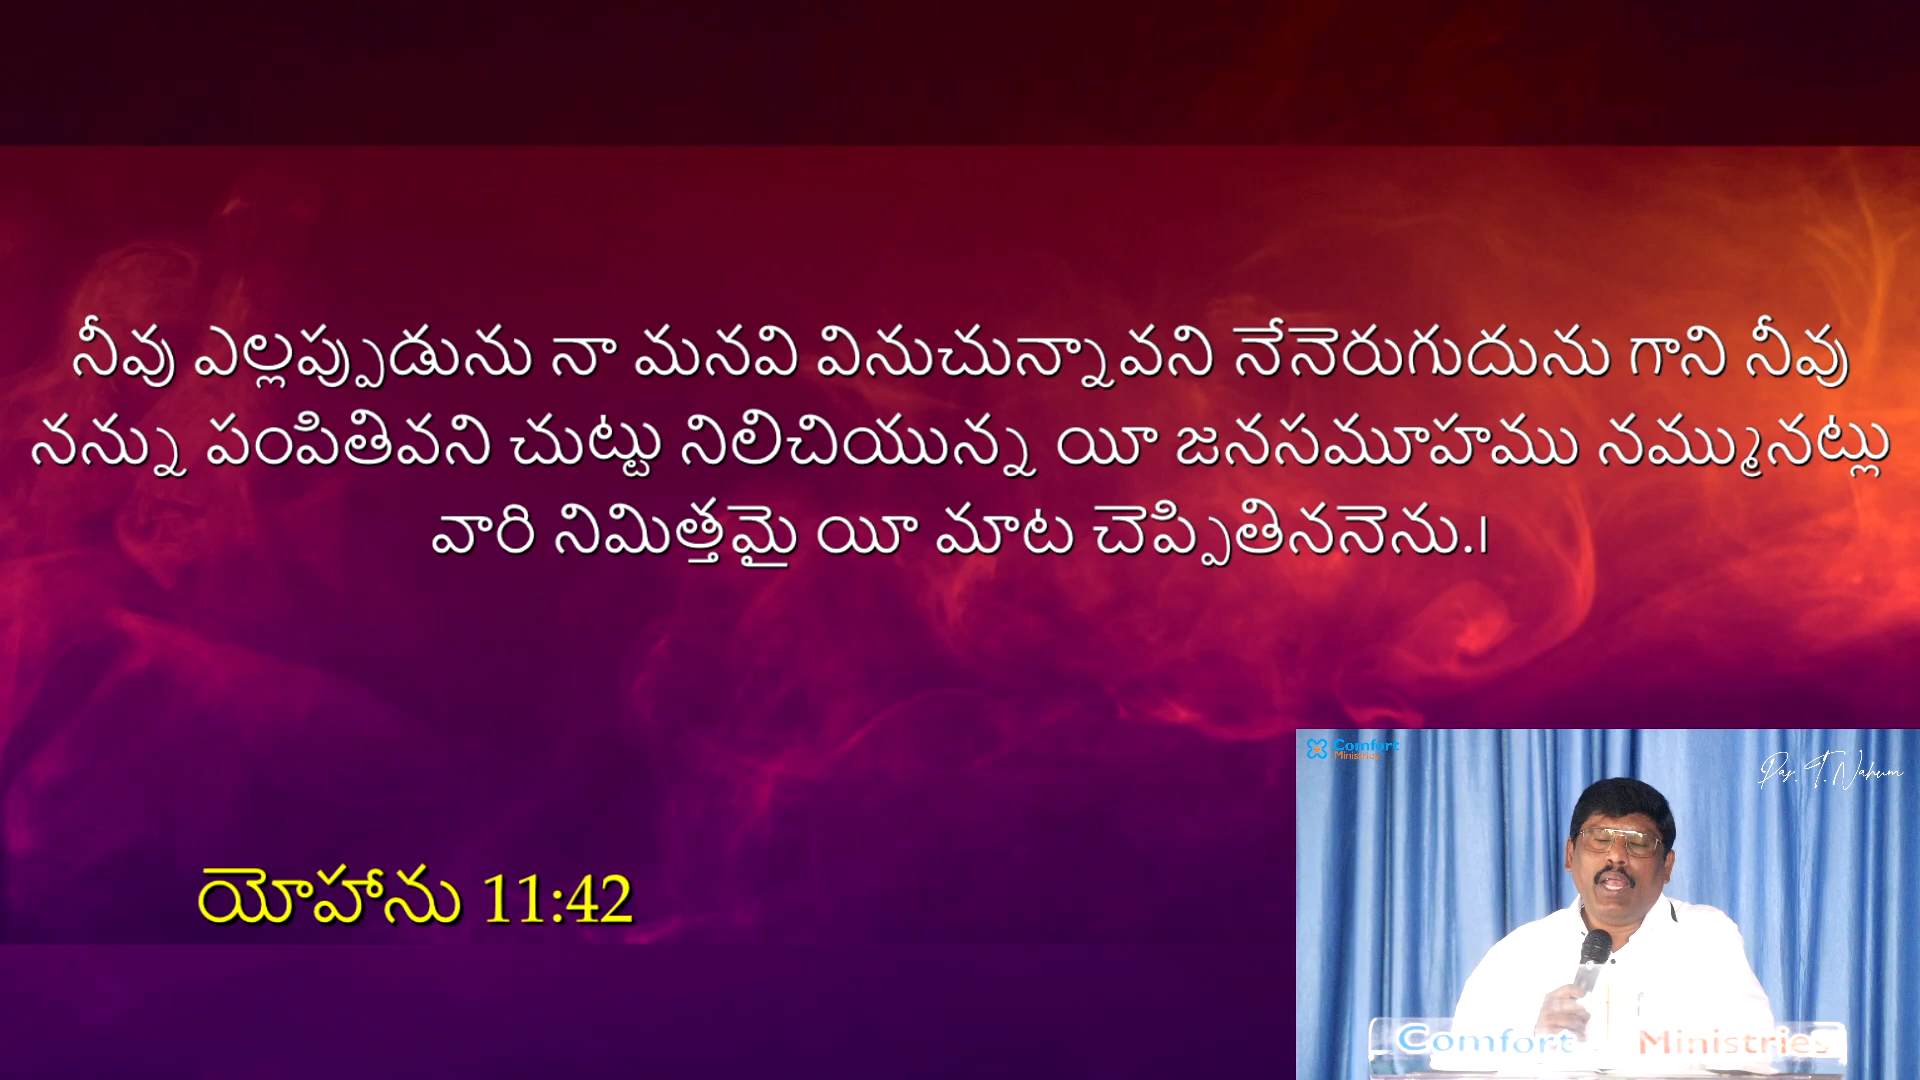 నీవు ఎల్లప్పుడును నా మనవి వినుచున్నావని నేనెరుగుదును గాని నీవు
నన్ను పంపితివని చుట్టు నిలిచియున్న యీ జనసమూహము నమ్మునట్లు
వారి నిమిత్తమై యీ మాట చెప్పితిననెను.।
యోహాను 11:42
Comfort
Ministries
Pas. T. Nahum
Comfort Ministries